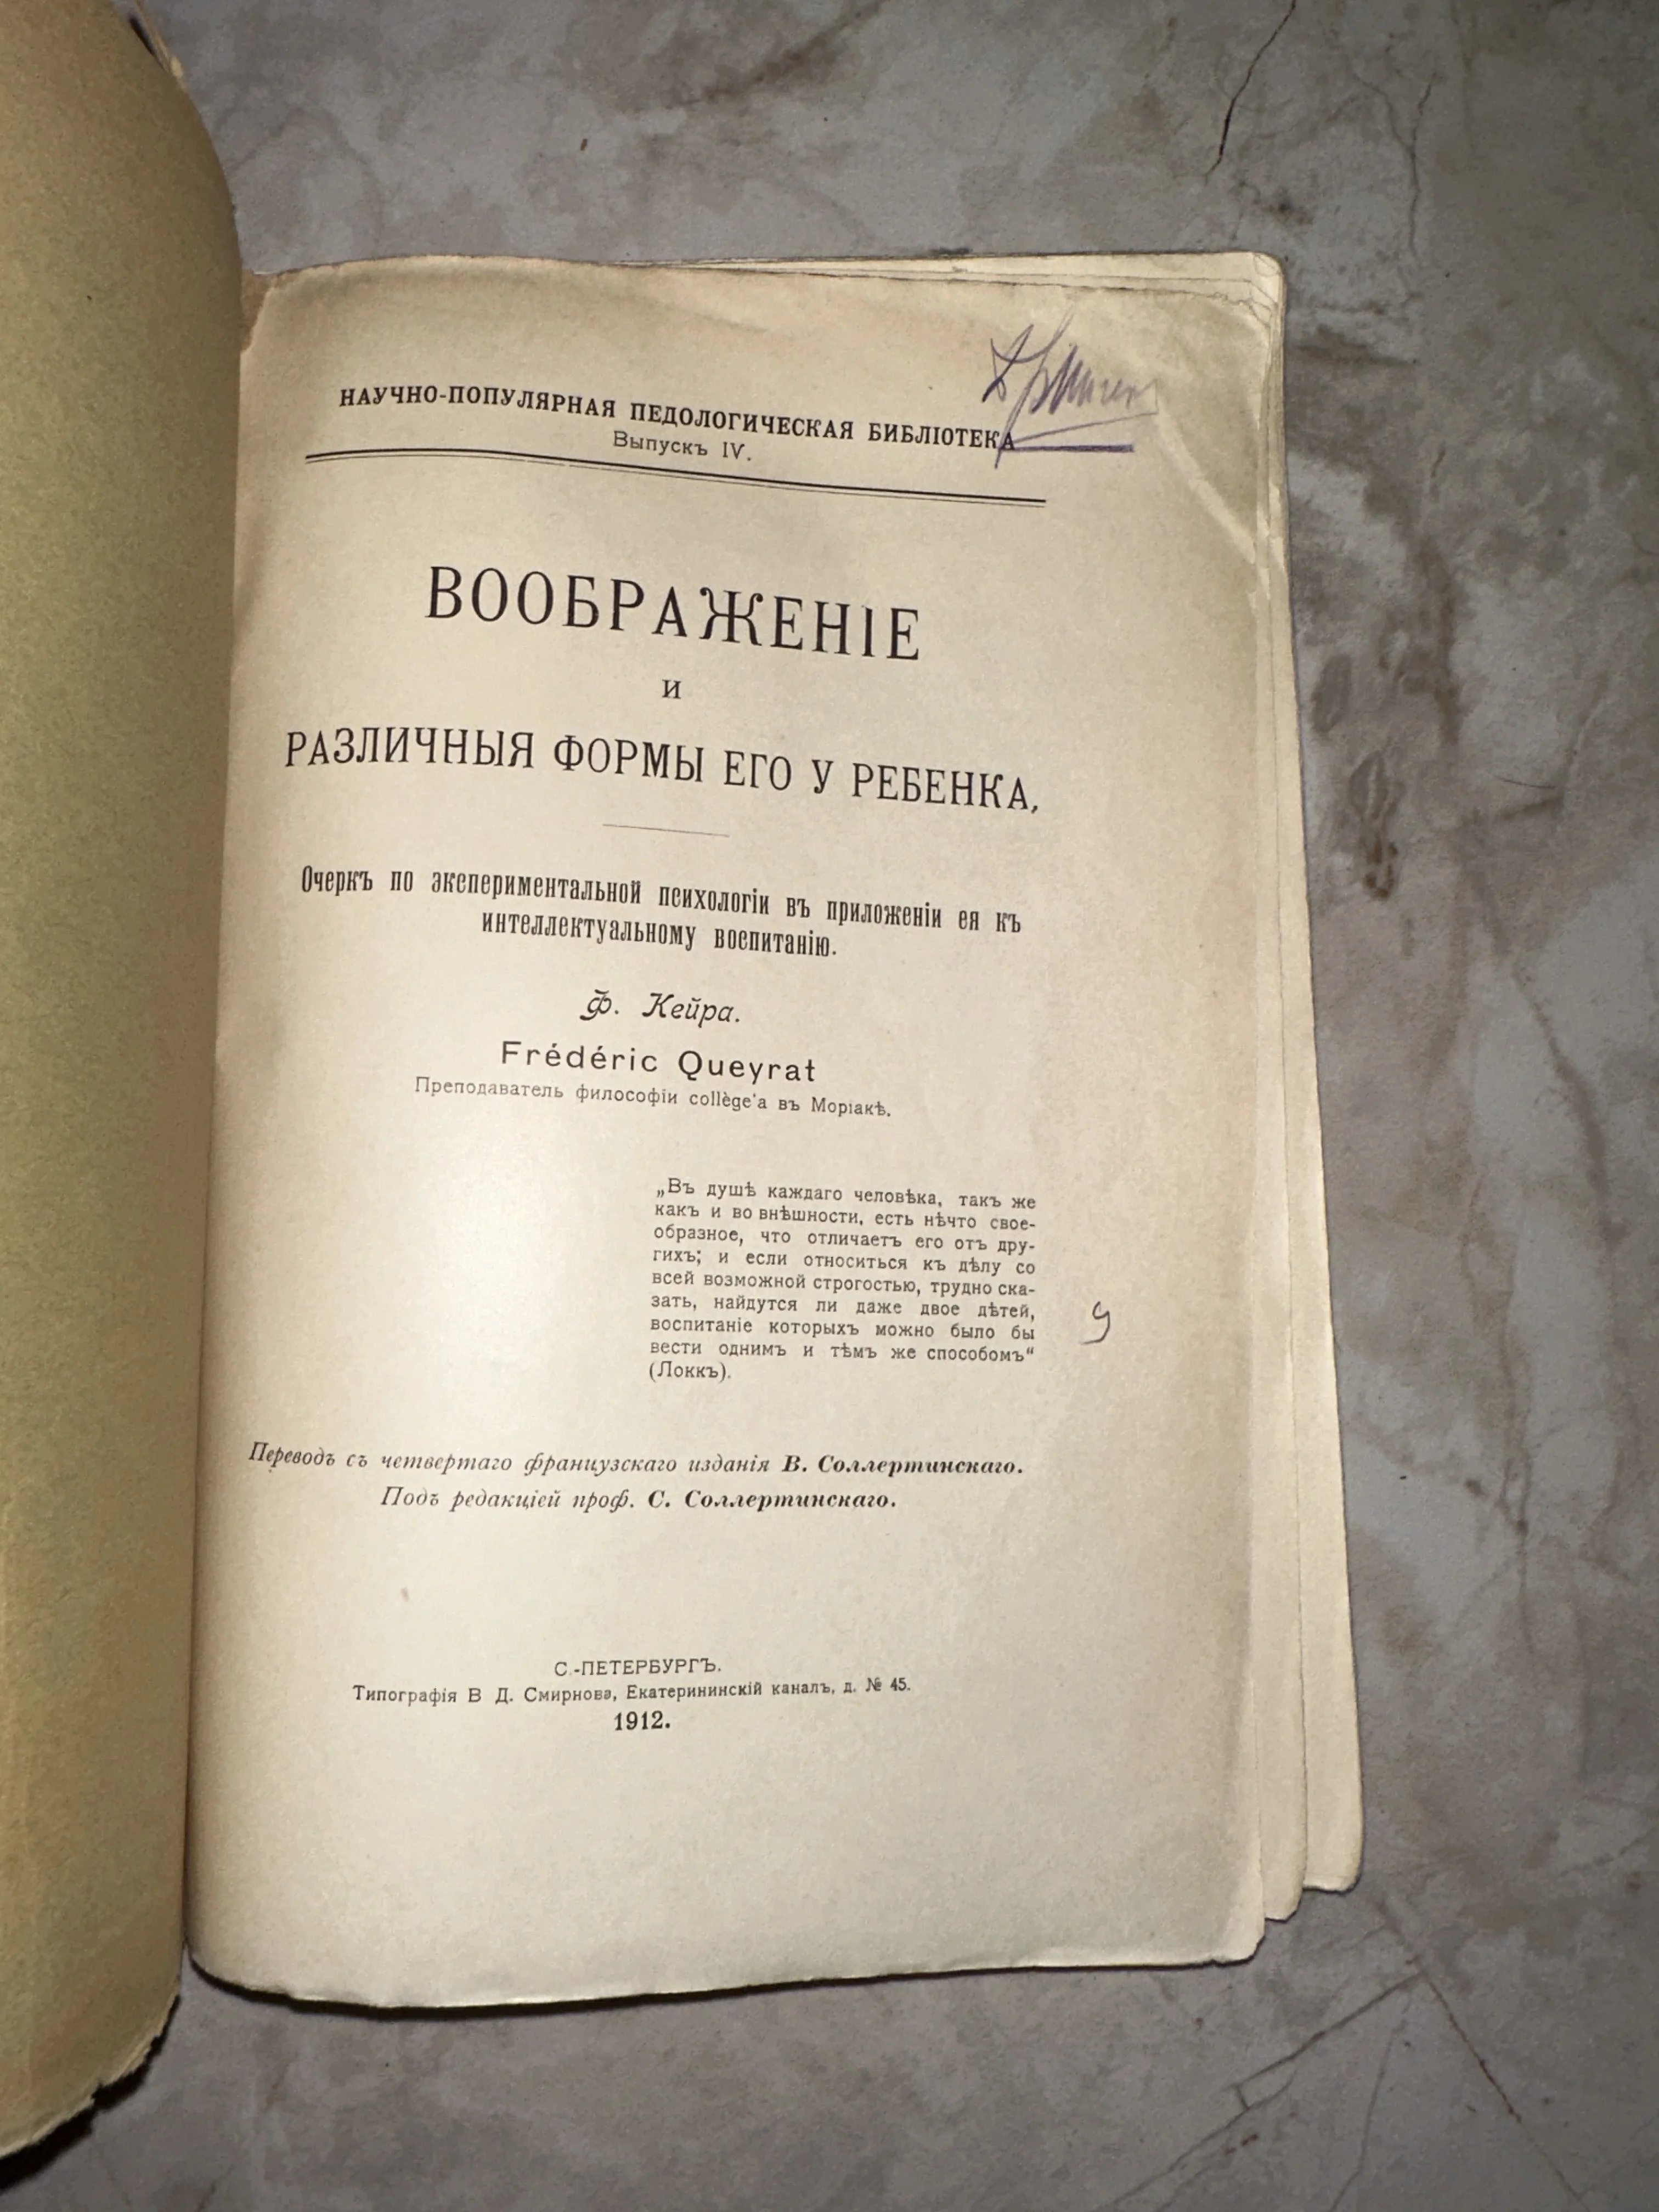 НАУЧНО-ПОПУЛЯРНАЯ ПЕДОЛОГИЧЕСКАЯ БИБЛІОТЕКА
Выпускъ IV.
ВООБРАЖЕНІЕ
И
РАЗЛИЧНЫЯ ФОРМЫ ЕГО У РЕБЕНКА,
Очеркъ по экспериментальной психологіи въ приложеніи ея къ
интеллектуальному воспитанію.
Ф. Кейра.
Frédéric Queyrat
Преподаватель философіи collège'а въ Моріакѣ.
„Въ душѣ каждаго человѣка, такъ же
какъ и во внѣшности, есть нѣчто свое-
образное, что отличаетъ его отъ дру-
гихъ; и если относиться къ дѣлу со
всей возможной строгостью, трудно ска-
зать, найдутся ли даже двое дѣтей,
воспитаніе которыхъ можно было бы
вести однимъ и тѣмъ же способомъ“
(Локкъ).
Переводъ съ четвертаго французскаго изданія В. Соллертинскаго.
Подъ редакціей проф. С. Соллертинскаго.
С.-ПЕТЕРБУРГЪ.
Типографія В Д. Смирнова, Екатерининскій каналъ, д. № 45.
1912.